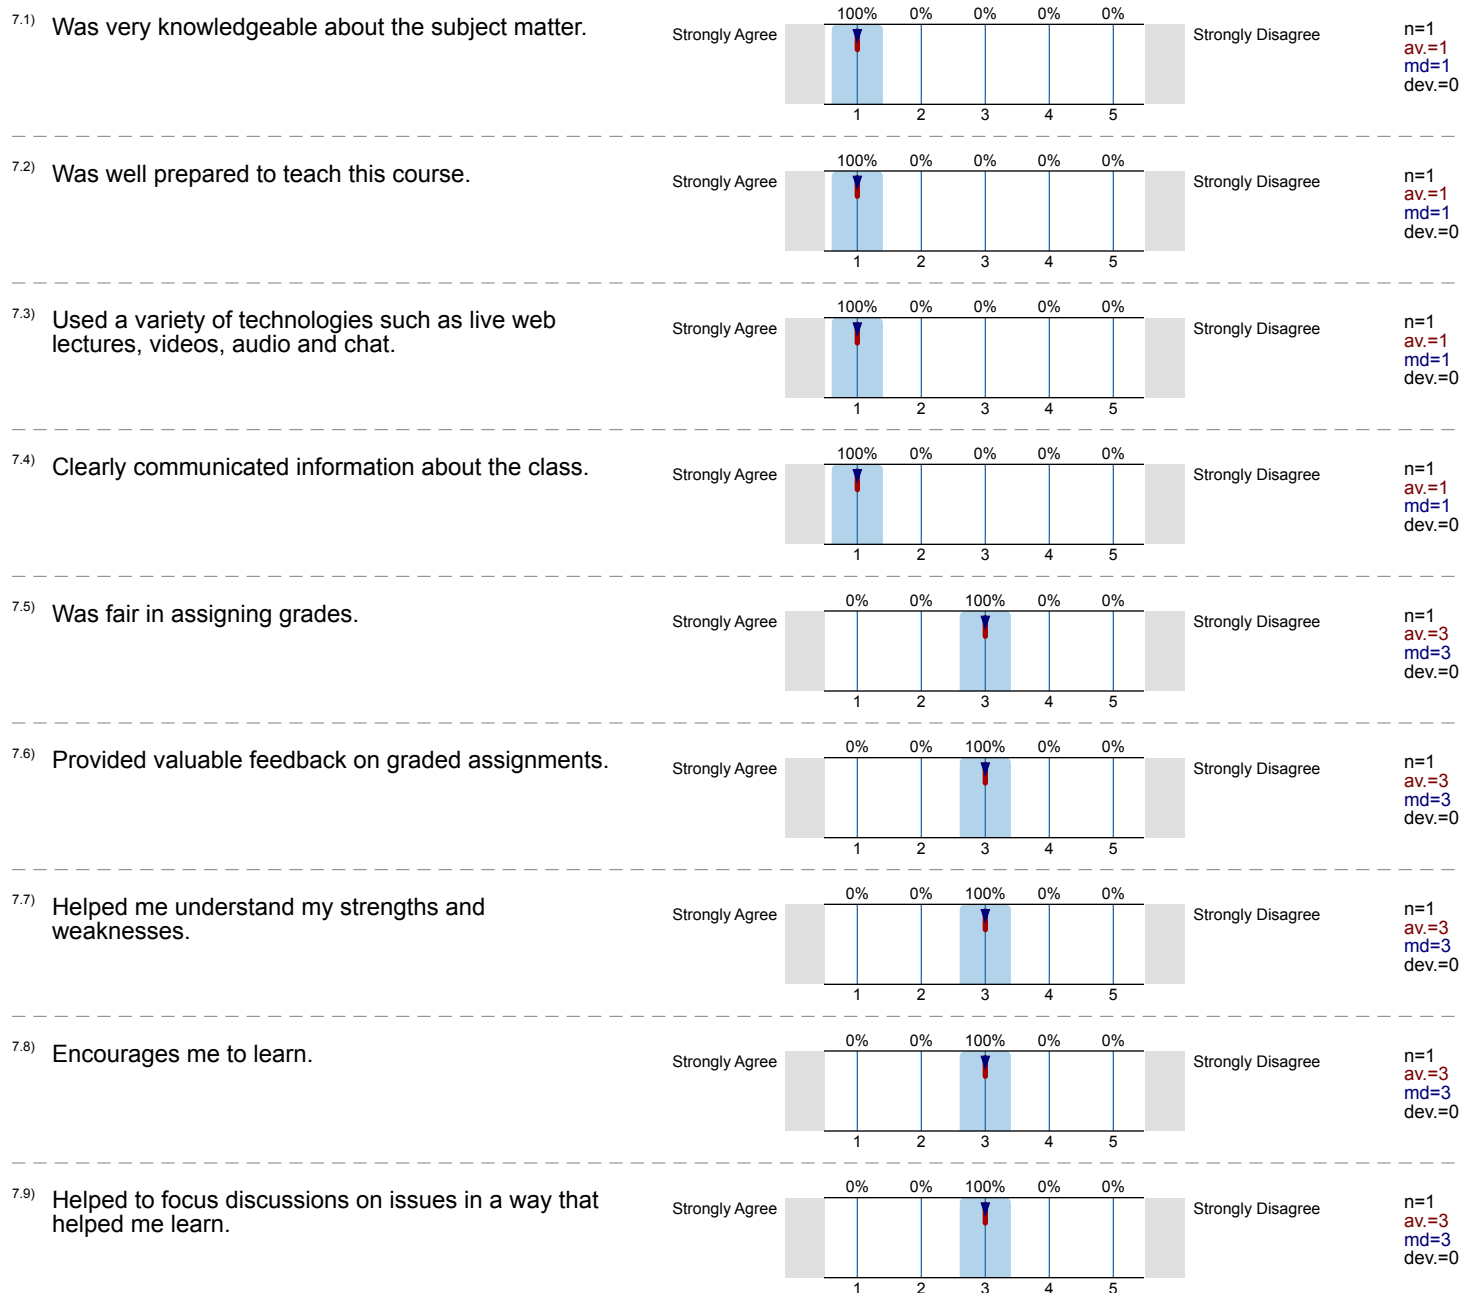 7.1) Was very knowledgeable about the subject matter.
Strongly Agree
100% 0% 0% 0% 0%
1 2 3 4 5
Strongly Disagree
n=1
av.=1
md=1
dev.=0
7.2) Was well prepared to teach this course.
Strongly Agree
100% 0% 0% 0% 0%
1 2 3 4 5
Strongly Disagree
n=1
av.=1
md=1
dev.=0
7.3) Used a variety of technologies such as live web
lectures, videos, audio and chat.
Strongly Agree
100% 0% 0% 0% 0%
1 2 3 4 5
Strongly Disagree
n=1
av.=1
md=1
dev.=0
7.4) Clearly communicated information about the class.
Strongly Agree
100% 0% 0% 0% 0%
1 2 3 4 5
Strongly Disagree
n=1
av.=1
md=1
dev.=0
7.5) Was fair in assigning grades.
Strongly Agree
0% 0% 100% 0% 0%
1 2 3 4 5
Strongly Disagree
n=1
av.=3
md=3
dev.=0
7.6) Provided valuable feedback on graded assignments.
Strongly Agree
0% 0% 100% 0% 0%
1 2 3 4 5
Strongly Disagree
n=1
av.=3
md=3
dev.=0
7.7) Helped me understand my strengths and
weaknesses.
Strongly Agree
0% 0% 100% 0% 0%
1 2 3 4 5
Strongly Disagree
n=1
av.=3
md=3
dev.=0
7.8) Encourages me to learn.
Strongly Agree
0% 0% 100% 0% 0%
1 2 3 4 5
Strongly Disagree
n=1
av.=3
md=3
dev.=0
7.9) Helped to focus discussions on issues in a way that
helped me learn.
Strongly Agree
0% 0% 100% 0% 0%
1 2 3 4 5
Strongly Disagree
n=1
av.=3
md=3
dev.=0